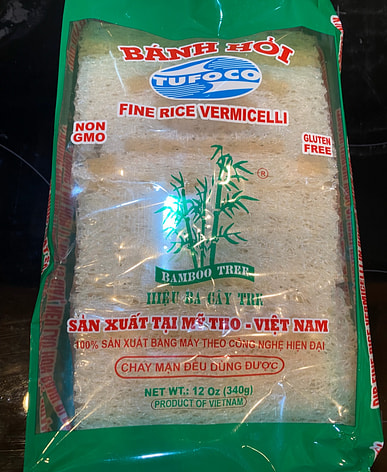 BÁNH HỎI
TUFOCO
FINE RICE VERMICELLI
NON
GMO
GLUTEN
FREE
®
BAMBOO TREE
HIỆU BA CÂY TRE
SẢN XUẤT TẠI MỸ THO - VIỆT NAM
100% SẢN XUẤT BẰNG MÁY THEO CÔNG NGHỆ HIỆN ĐẠI
CHAY MẶN ĐỀU DÙNG ĐƯỢC
NET WT.: 12 Oz (340g)
(PRODUCT OF VIETNAM)